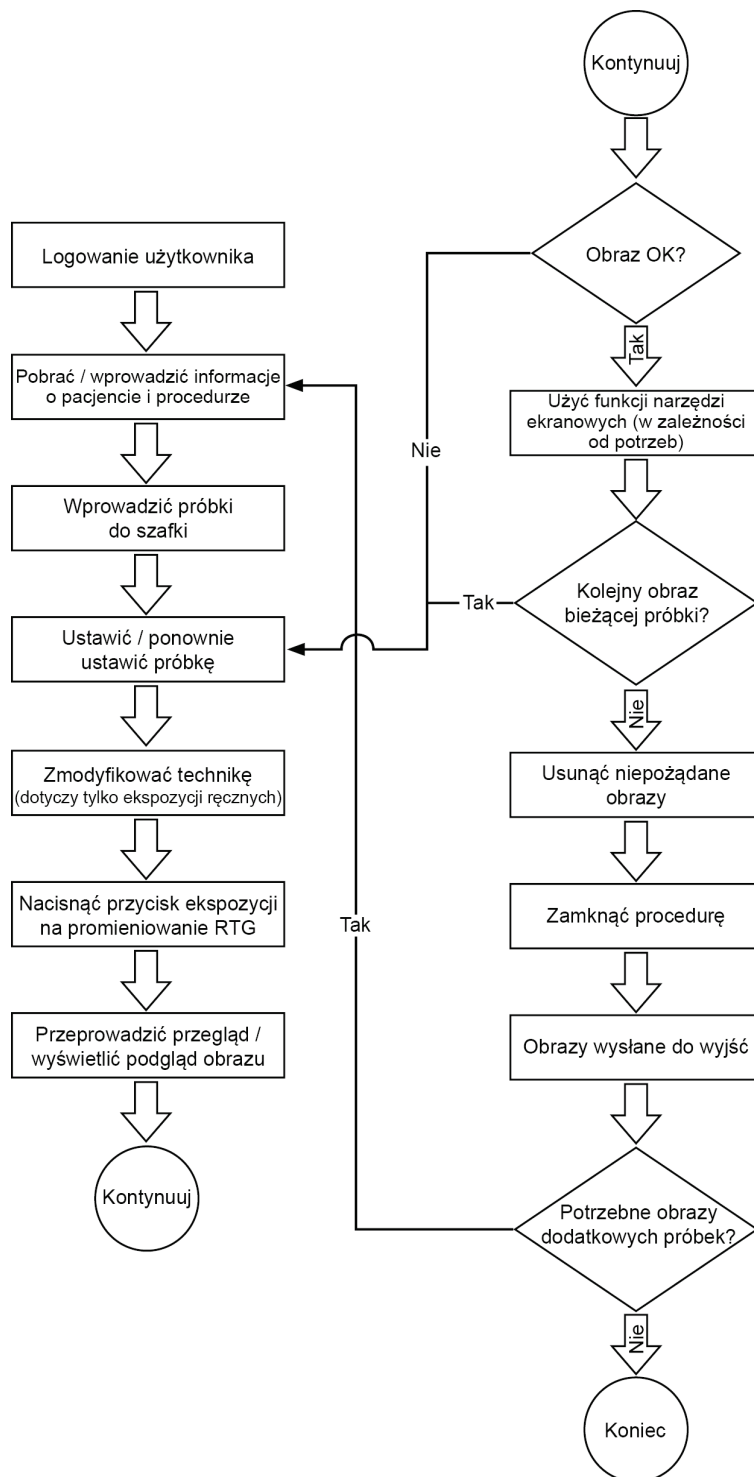 Logowanie użytkownika
Pobrać / wprowadzić informacje
o pacjencie i procedurze
Wprowadzić próbki
do szafki
Ustawić / ponownie
ustawić próbkę
Zmodyfikować technikę
(dotyczy tylko ekspozycji ręcznych)
Nacisnąć przycisk ekspozycji
na promieniowanie RTG
Przeprowadzić przegląd /
wyświetlić podgląd obrazu
Kontynuuj
Kontynuuj
Obraz OK?
Nie
Tak
Użyć funkcji narzędzi
ekranowych (w zależności
od potrzeb)
Kolejny obraz
bieżącej próbki?
Tak
Nie
Usunąć niepożądane
obrazy
Zamknąć procedurę
Obrazy wysłane do wyjść
Potrzebne obrazy
dodatkowych próbek?
Tak
Nie
Koniec